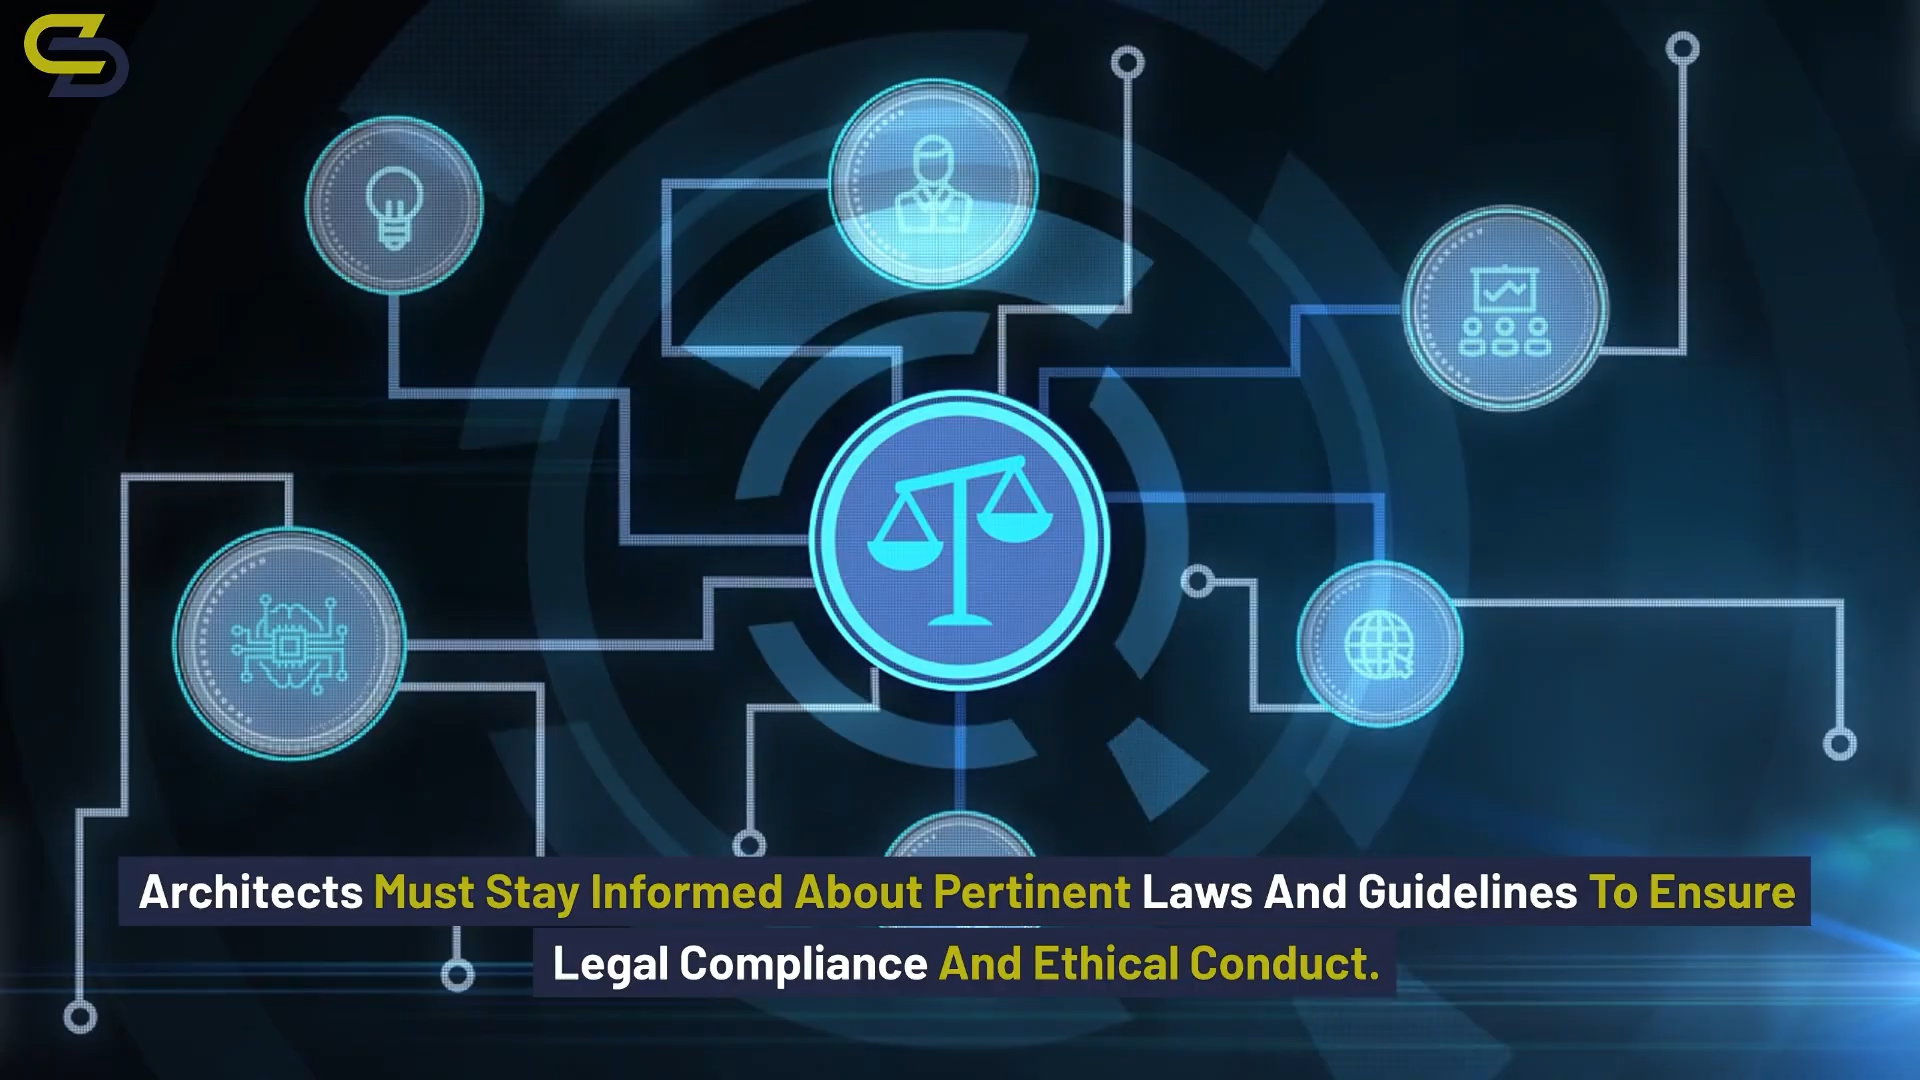 Architects Must Stay Informed About Pertinent Laws And Guidelines To Ensure
Legal Compliance And Ethical Conduct.